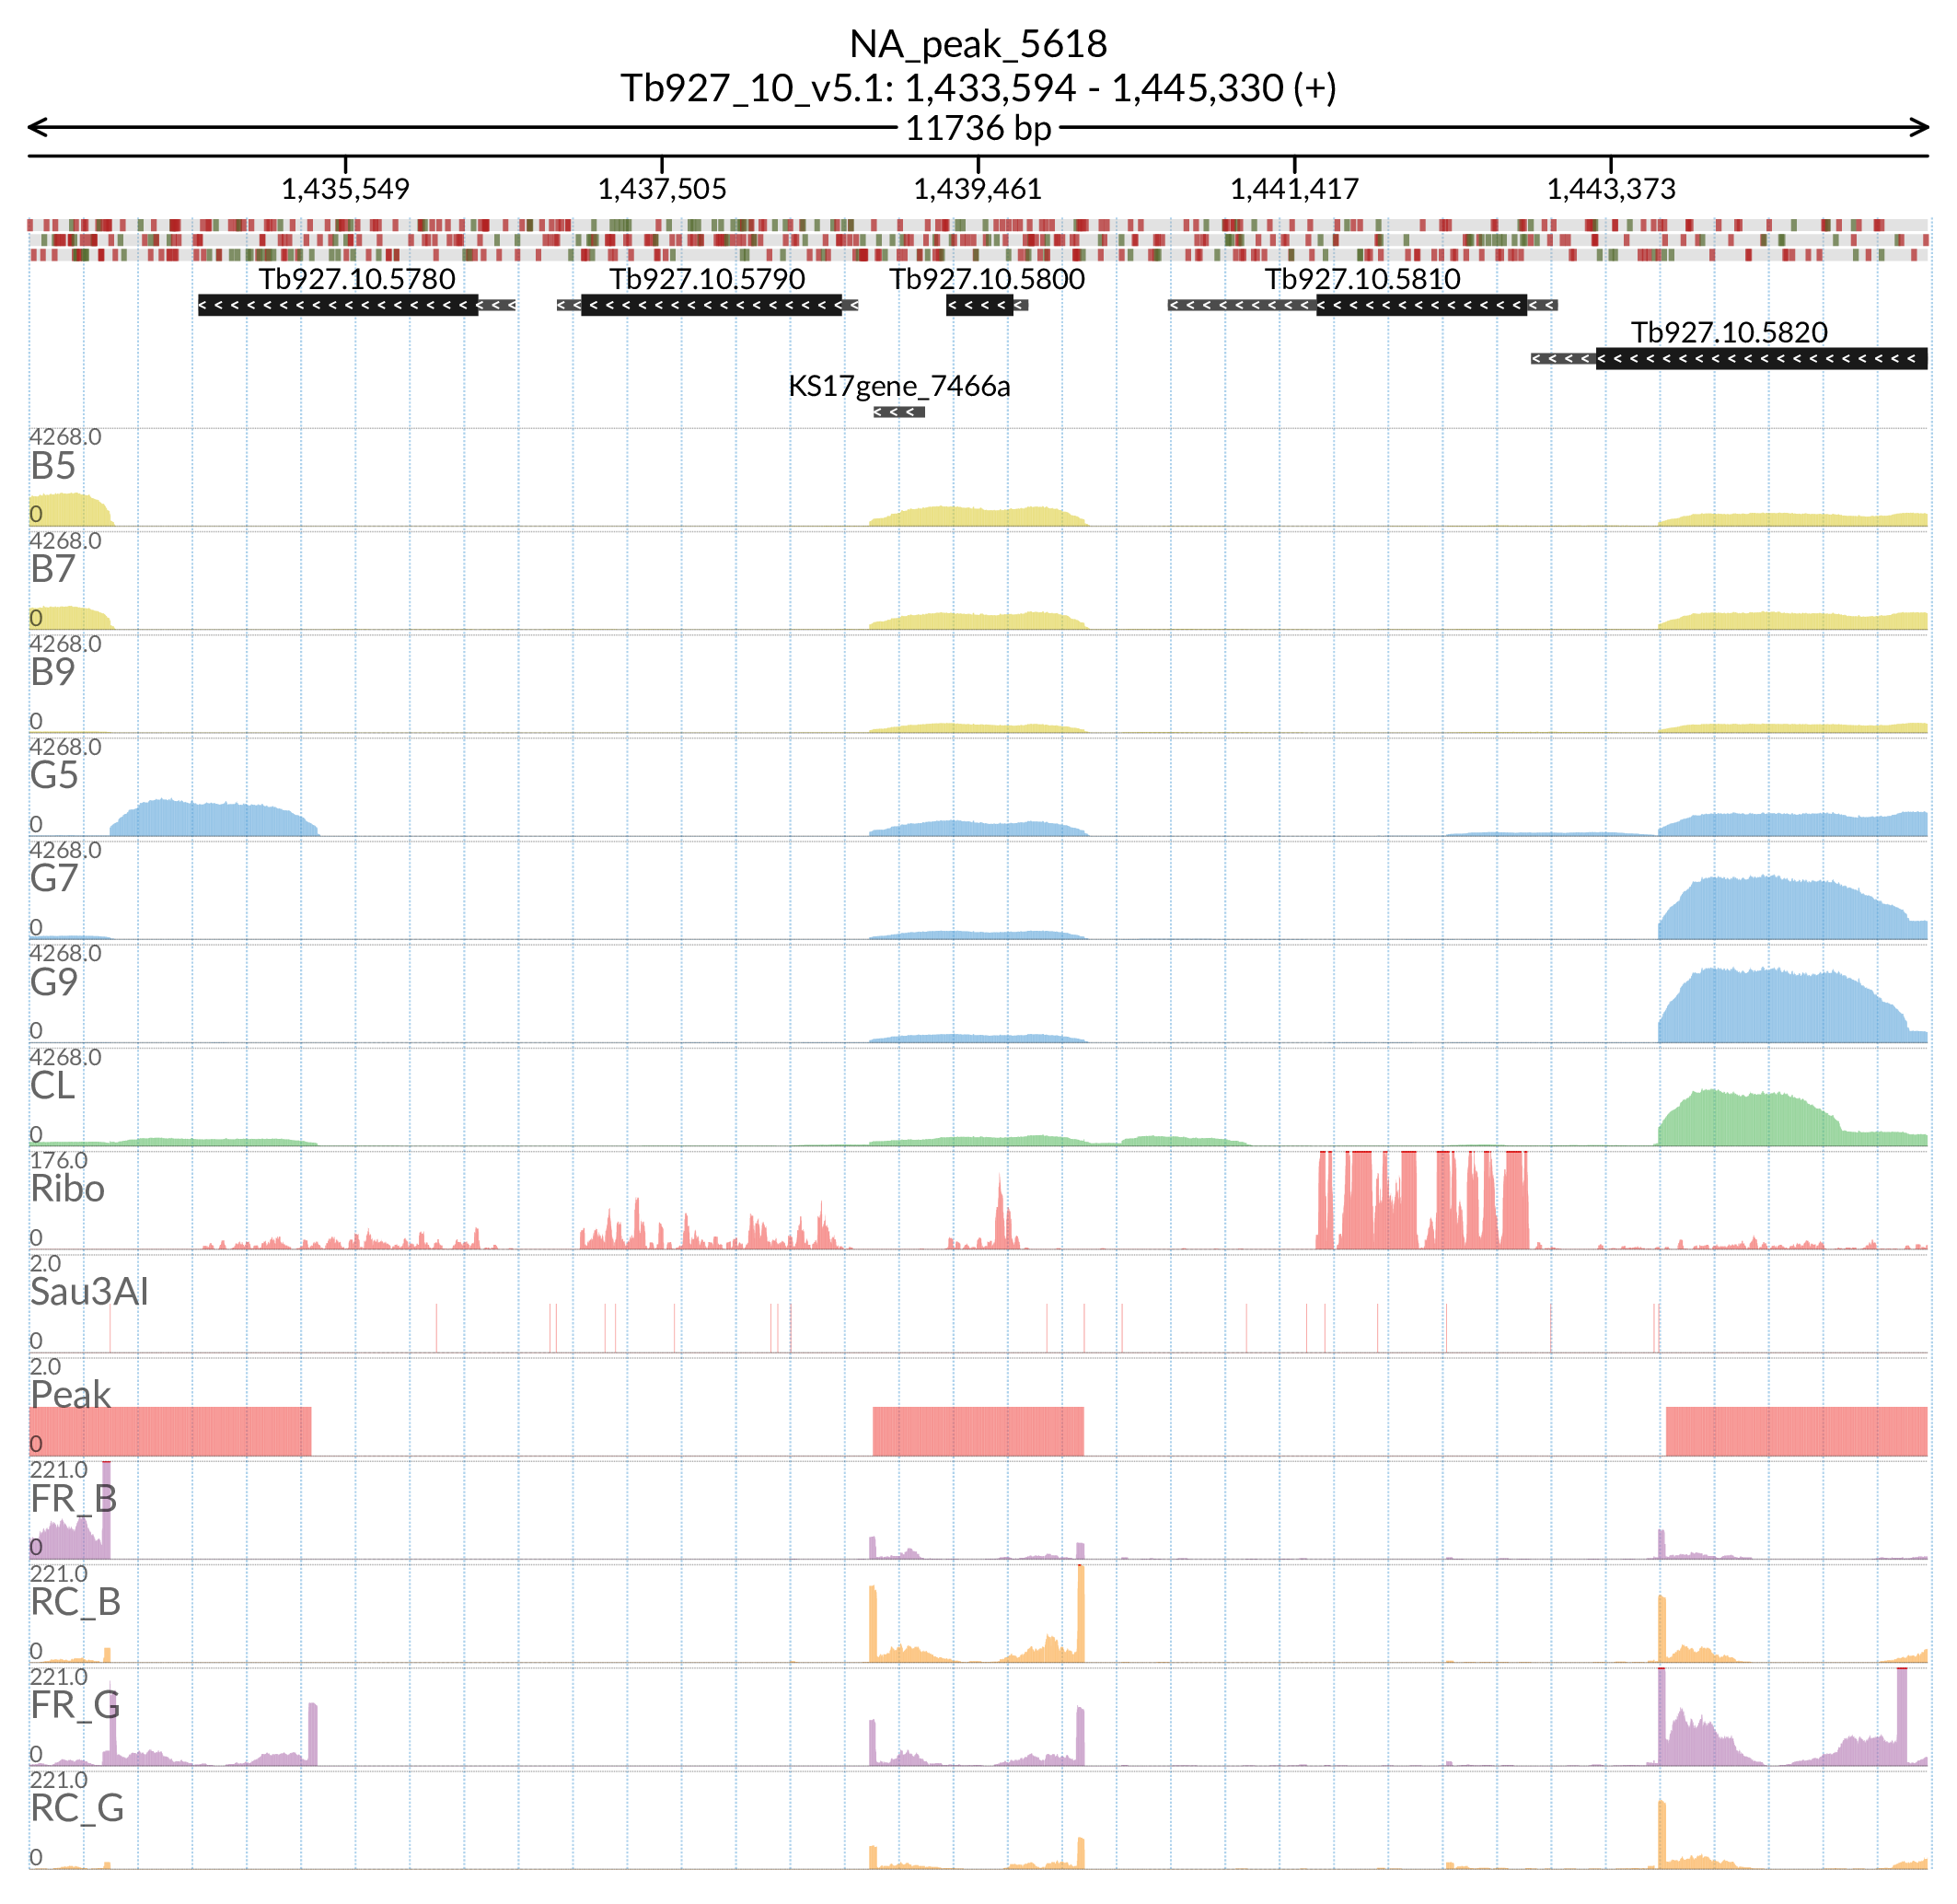 NA_peak_5618
Tb927_10_v5.1: 1,433,594 - 1,445,330 (+)
11736 bp
1,435,549 1,437,505 1,439,461 1,441,417 1,443,373
Tb927.10.5780 Tb927.10.5790 Tb927.10.5800 Tb927.10.5810
Tb927.10.5820
KS17gene_7466a
4268.0
B5
0
4268.0
B7
0
4268.0
B9
0
4268.0
G5
0
4268.0
G7
0
4268.0
G9
0
4268.0
CL
0
176.0
Ribo
0
2.0
Sau3AI
0
2.0
Peak
0
221.0
FR_B
0
221.0
RC_B
0
221.0
FR_G
0
221.0
RC_G
0